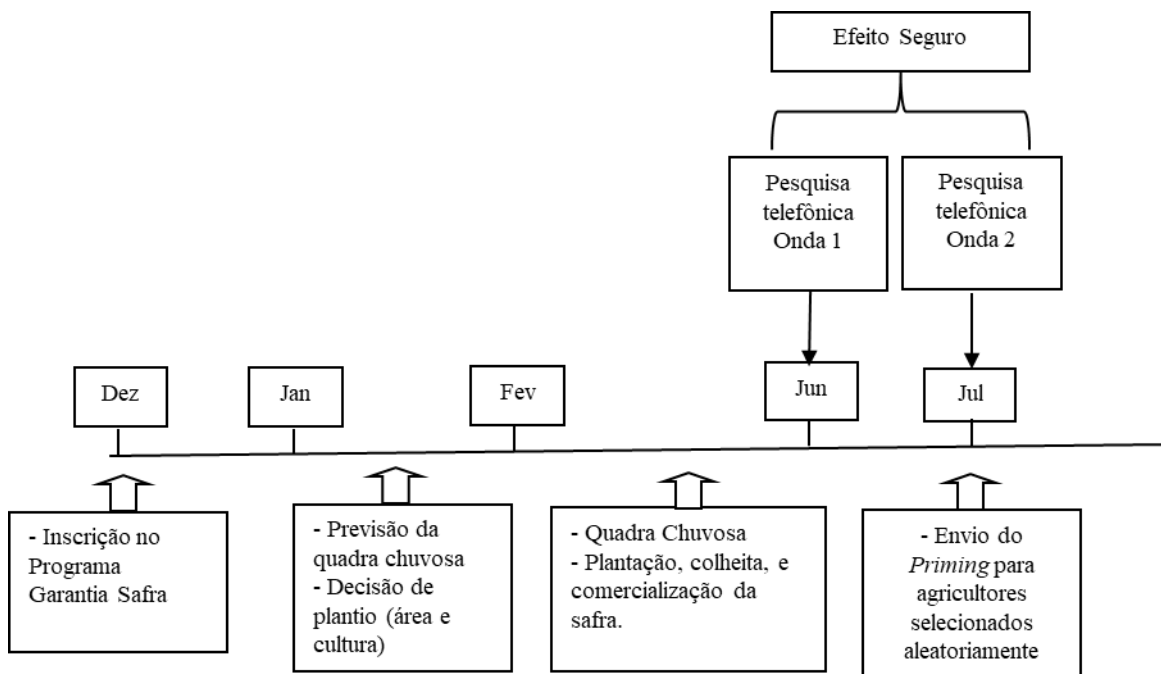 Efeito Seguro
Pesquisa
telefônica
Onda 1
Pesquisa
telefônica
Onda 2
Dez
Jan
Fev
Jun
Jul
- Inscrição no
Programa
Garantia Safra
- Previsão da
quadra chuvosa
- Decisão de
plantio (área e
cultura)
- Quadra Chuvosa
- Plantação, colheita, e
comercialização da
safra.
- Envio do
Priming para
agricultores
selecionados
aleatoriamente